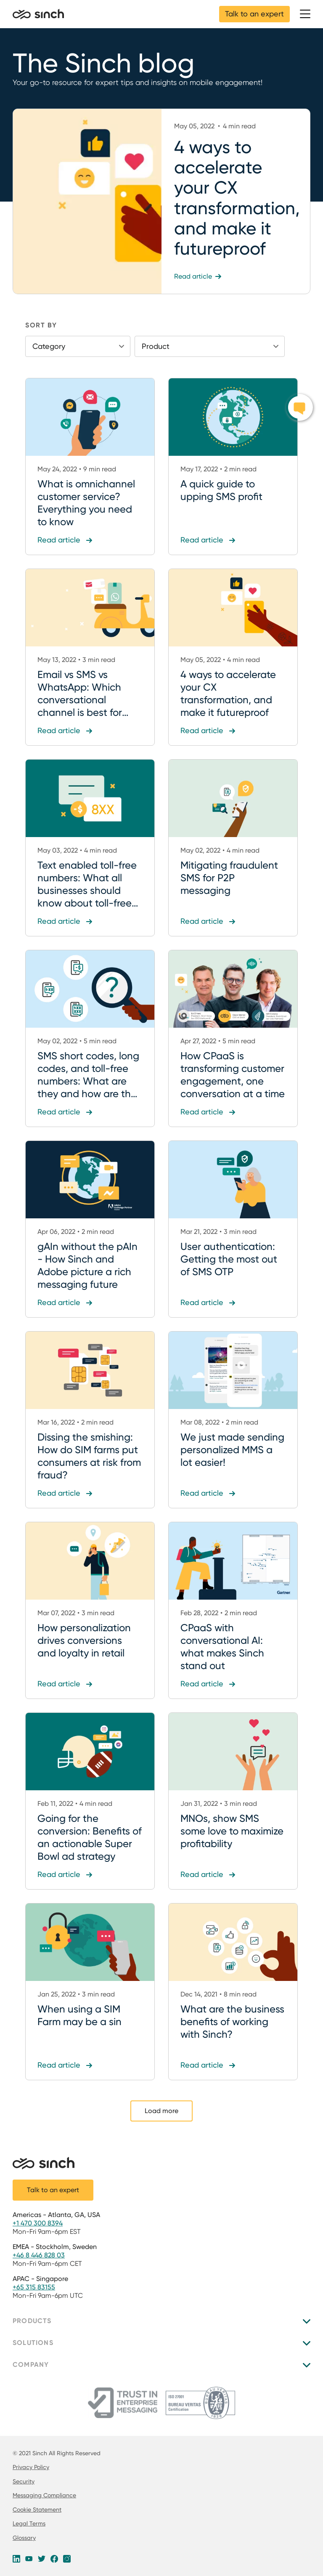 sinch
Talk to an expert
The Sinch blog
Your go-to resource for expert tips and insights on mobile engagement!
May 05, 2022 • 4 min read
4 ways to
accelerate
your CX
transformation,
and make it
futureproof
Read article
SORT BY
Category
Product
May 24, 2022 • 9 min read
What is omnichannel
customer service?
Everything you need
to know
Read article
May 17, 2022 • 2 min read
A quick guide to
upping SMS profit
Read article
May 13, 2022 • 3 min read
Email vs SMS vs
WhatsApp: Which
conversational
channel is best for...
Read article
May 05, 2022 • 4 min read
4 ways to accelerate
your CX
transformation, and
make it futureproof
Read article
8XX
May 03, 2022 • 4 min read
Text enabled toll-free
numbers: What all
businesses should
know about toll-free...
Read article
May 02, 2022 • 4 min read
Mitigating fraudulent
SMS for P2P
messaging
Read article
?
May 02, 2022 • 5 min read
SMS short codes, long
codes, and toll-free
numbers: What are
they and how are th...
Read article
Apr 27, 2022 • 5 min read
How CPaaS is
transforming customer
engagement, one
conversation at a time
Read article
Apr 06, 2022 • 2 min read
gAIn without the pAIn
- How Sinch and
Adobe picture a rich
messaging future
Read article
Mar 21, 2022 • 3 min read
User authentication:
Getting the most out
of SMS OTP
Read article
Mar 16, 2022 • 2 min read
Dissing the smishing:
How do SIM farms put
consumers at risk from
fraud?
Read article
Mar 08, 2022 • 2 min read
We just made sending
personalized MMS a
lot easier!
Read article
Mar 07, 2022 • 3 min read
How personalization
drives conversions
and loyalty in retail
Read article
Gartner
Feb 28, 2022 • 2 min read
CPaaS with
conversational AI:
what makes Sinch
stand out
Read article
Feb 11, 2022 • 4 min read
Going for the
conversion: Benefits of
an actionable Super
Bowl ad strategy
Read article
Jan 31, 2022 • 3 min read
MNOs, show SMS
some love to maximize
profitability
Read article
Jan 25, 2022 • 3 min read
When using a SIM
Farm may be a sin
Read article
Dec 14, 2021 • 8 min read
What are the business
benefits of working
with Sinch?
Read article
Load more
sinch
Talk to an expert
Americas - Atlanta, GA, USA
+1 470 300 8394
Mon-Fri 9am-6pm EST
EMEA - Stockholm, Sweden
+46 8 446 828 03
Mon-Fri 9am-6pm CET
APAC - Singapore
+65 315 83155
Mon-Fri 9am-6pm UTC
PRODUCTS
SOLUTIONS
COMPANY
TRUST IN
ENTERPRISE
MESSAGING
ISO 27001
BUREAU VERITAS
Certification
© 2021 Sinch All Rights Reserved
Privacy Policy
Security
Messaging Compliance
Cookie Statement
Legal Terms
Glossary